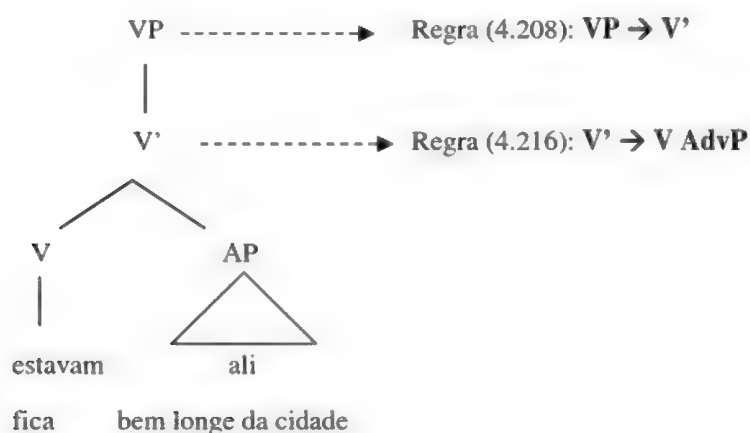 VP Regra (4.208): VP → V’
V’ Regra (4.216): V’ → V AdvP
V AP
estavam ali
fica bem longe da cidade